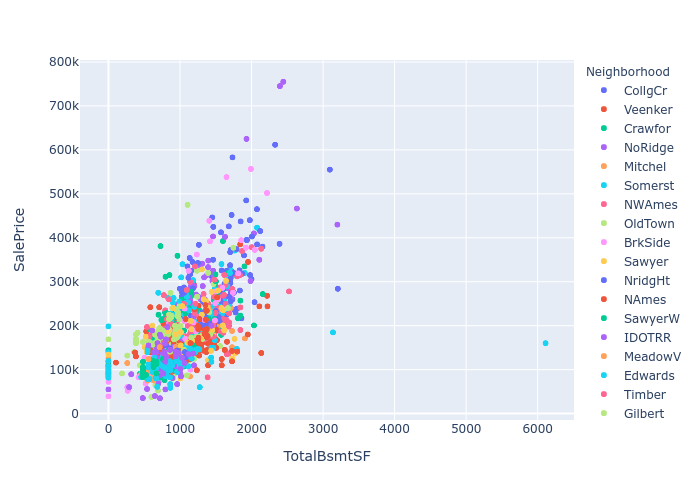 800k
700k
600k
500k
400k
300k
200k
100k
0
0 1000 2000 3000 4000 5000 6000
TotalBsmtSF
SalePrice
Neighborhood
CollgCr
Veenker
Crawfor
NoRidge
Mitchel
Somerst
NWAmes
OldTown
BrkSide
Sawyer
NridgHt
NAmes
SawyerW
IDOTRR
MeadowV
Edwards
Timber
Gilbert